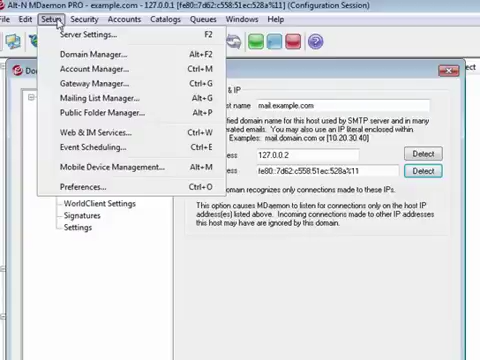 Alt-N MDaemon PRO - example.com - 127.0.0.1 [fe80::7d62:c558:51ec:528a%11] (Configuration Session)
File Edit Setup Security Accounts Catalogs Queues Windows Help
Server Settings... F2
Domain Manager... Alt+F2
Account Manager... Ctrl+M
Gateway Manager... Ctrl+G
Mailing List Manager... Alt+G
Public Folder Manager... Alt+P
Web & IM Services... Ctrl+W
Event Scheduling... Ctrl+E
Mobile Device Management... Alt+M
Preferences... Ctrl+O
Do
& IP
st name mail.example.com
fied domain name for this host used by SMTP server and in many
erated emails. You may also use an IP literal enclosed within
Example: mail.domain.com or [10.20.30.40]
ess 127.0.0.2 Detect
ess fe80::7d62:c558:51ec:528a%11 Detect
domain recognizes only connections made to these IPs.
WorldClient Settings
Signatures
Settings
This option causes MDaemon to listen for connections only on the host IP
address(es) listed above. Incoming connections made to other IP addresses
this host may have are ignored by this domain.